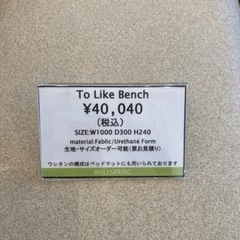 To Like Bench
¥40,040
(税込)
SIZE:W1000 D300 H240
material:Fablic/Urethane Form
生地・サイズオーダー可能(要お見積り)
ウレタンの構成はベッドマットにも用いられております
WELLSPRING